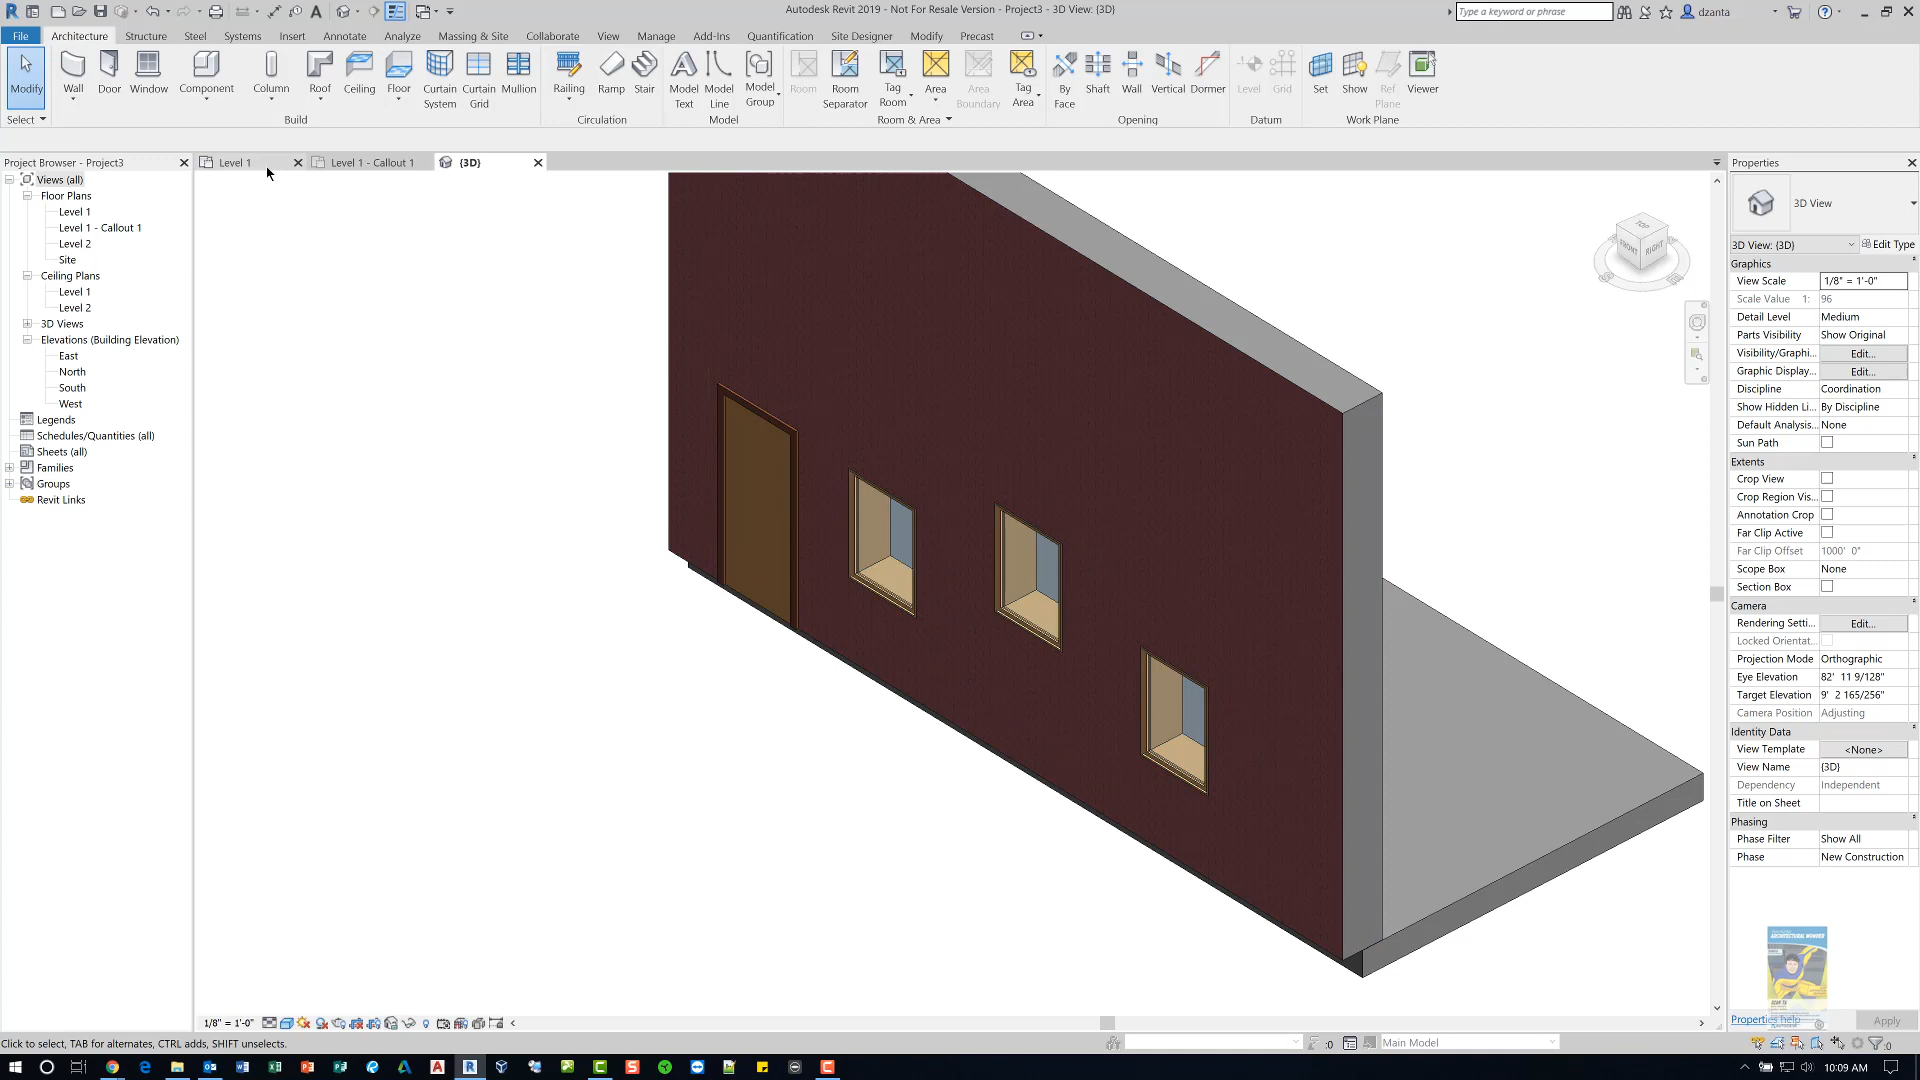 Autodesk Revit 2019 - Not For Resale Version - Project3 - 3D View: {3D}
Type a keyword or phrase
dzanta
File Architecture Structure Steel Systems Insert Annotate Analyze Massing & Site Collaborate View Manage Add-Ins Quantification Site Designer Modify Precast
Modify Wall Door Window Component Column Roof Ceiling Floor Curtain System Curtain Grid Mullion Railing Ramp Stair Model Text Model Line Model Group Room Room Separator Tag Room Area Area Boundary Tag Area By Face Shaft Wall Vertical Dormer Level Grid Set Show Ref Plane Viewer
Select Build Circulation Model Room & Area Opening Datum Work Plane
Project Browser - Project3
Level 1
Level 1 - Callout 1
{3D}
Views (all)
Floor Plans
Level 1
Level 1 - Callout 1
Level 2
Site
Ceiling Plans
Level 1
Level 2
3D Views
Elevations (Building Elevation)
East
North
South
West
Legends
Schedules/Quantities (all)
Sheets (all)
Families
Groups
Revit Links
TOP
FRONT
RIGHT
Properties
3D View
3D View: {3D} Edit Type
Graphics
View Scale 1/8" = 1'-0"
Scale Value 1: 96
Detail Level Medium
Parts Visibility Show Original
Visibility/Graphi... Edit...
Graphic Display... Edit...
Discipline Coordination
Show Hidden Li... By Discipline
Default Analysis... None
Sun Path
Extents
Crop View
Crop Region Vis...
Annotation Crop
Far Clip Active
Far Clip Offset 1000' 0"
Scope Box None
Section Box
Camera
Rendering Setti... Edit...
Locked Orientat...
Projection Mode Orthographic
Eye Elevation 82' 11 9/128"
Target Elevation 9' 2 165/256"
Camera Position Adjusting
Identity Data
View Template <None>
View Name {3D}
Dependency Independent
Title on Sheet
Phasing
Phase Filter Show All
Phase New Construction
ARCHITECTURAL WONDER
Properties help
Apply
1/8" = 1'-0"
Click to select, TAB for alternates, CTRL adds, SHIFT unselects.
:0
Main Model
:0
10:09 AM